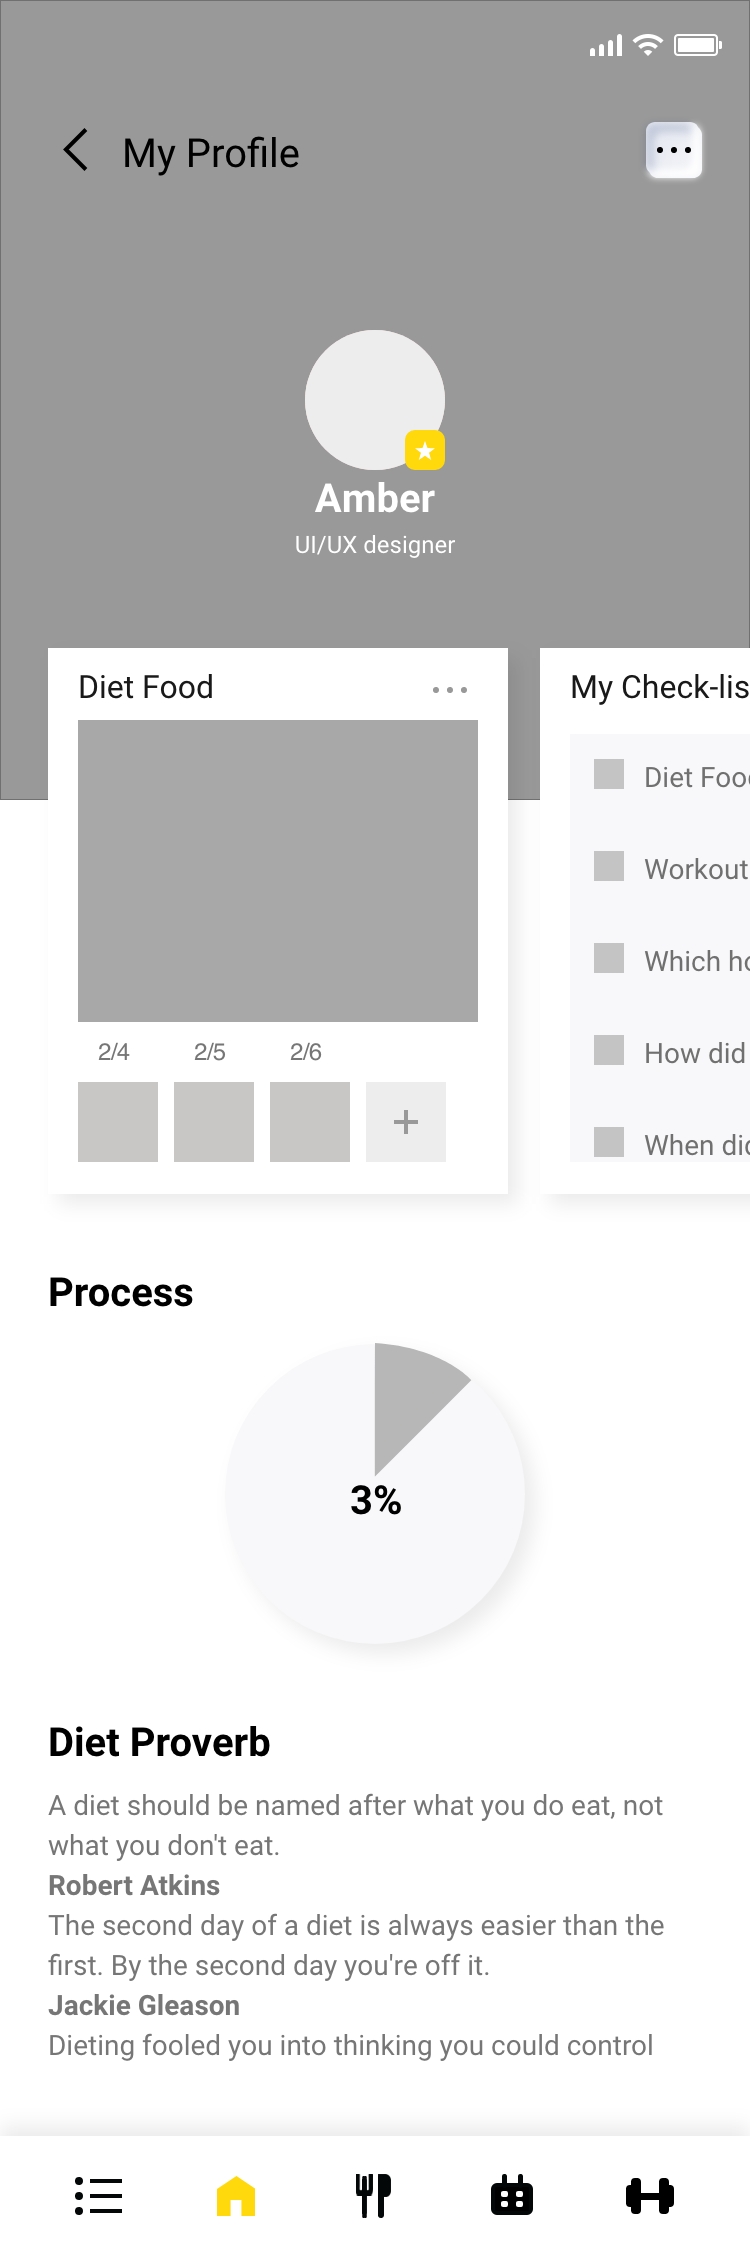 My Profile
Amber
UI/UX designer
Diet Food
My Check-lis
Diet Foo
Workout
Which ho
How did
When did
2/4 2/5 2/6
Process
3%
Diet Proverb
A diet should be named after what you do eat, not
what you don't eat.
Robert Atkins
The second day of a diet is always easier than the
first. By the second day you're off it.
Jackie Gleason
Dieting fooled you into thinking you could control